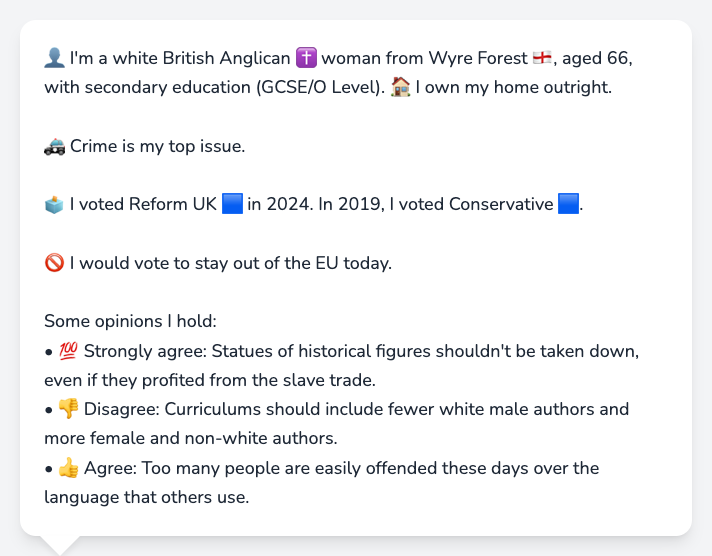 👤 I'm a white British Anglican ✝️ woman from Wyre Forest 🏴󠁧󠁢󠁥󠁮󠁧󠁿, aged 66,
with secondary education (GCSE/O Level). 🏠 I own my home outright.
🚓 Crime is my top issue.
🗳️ I voted Reform UK 🟦 in 2024. In 2019, I voted Conservative 🟦.
🚫 I would vote to stay out of the EU today.
Some opinions I hold:
• 💯 Strongly agree: Statues of historical figures shouldn't be taken down,
even if they profited from the slave trade.
• 👎 Disagree: Curriculums should include fewer white male authors and
more female and non-white authors.
• 👍 Agree: Too many people are easily offended these days over the
language that others use.